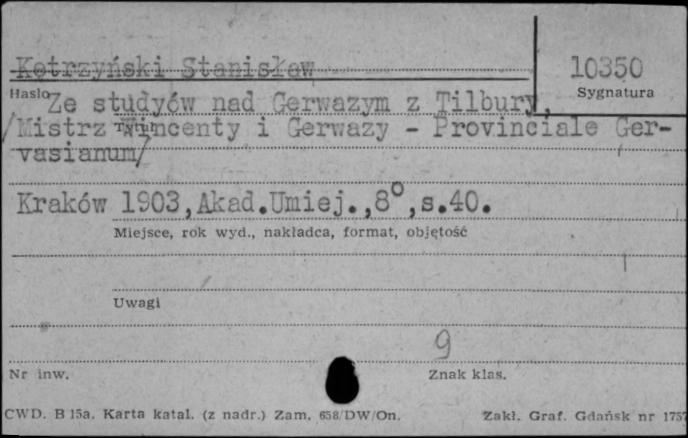 Kętrzyński Stanisław 10350
Hasło Sygnatura
Ze studyów nad Gerwazym z Tilbury,
/Mistrz Wincenty i Gerwazy - Provinciale Ger-
Tytuł
vasianum/
Kraków 1903,Akad.Umiej.,8°,s.40.
Miejsce, rok wyd., nakładca, format, objętość
Uwagi
9
Nr inw. Znak klas.
CWD. B 15a. Karta katal. (z nadr.) Zam. 658/DW/On. Zakł. Graf. Gdańsk nr 1757